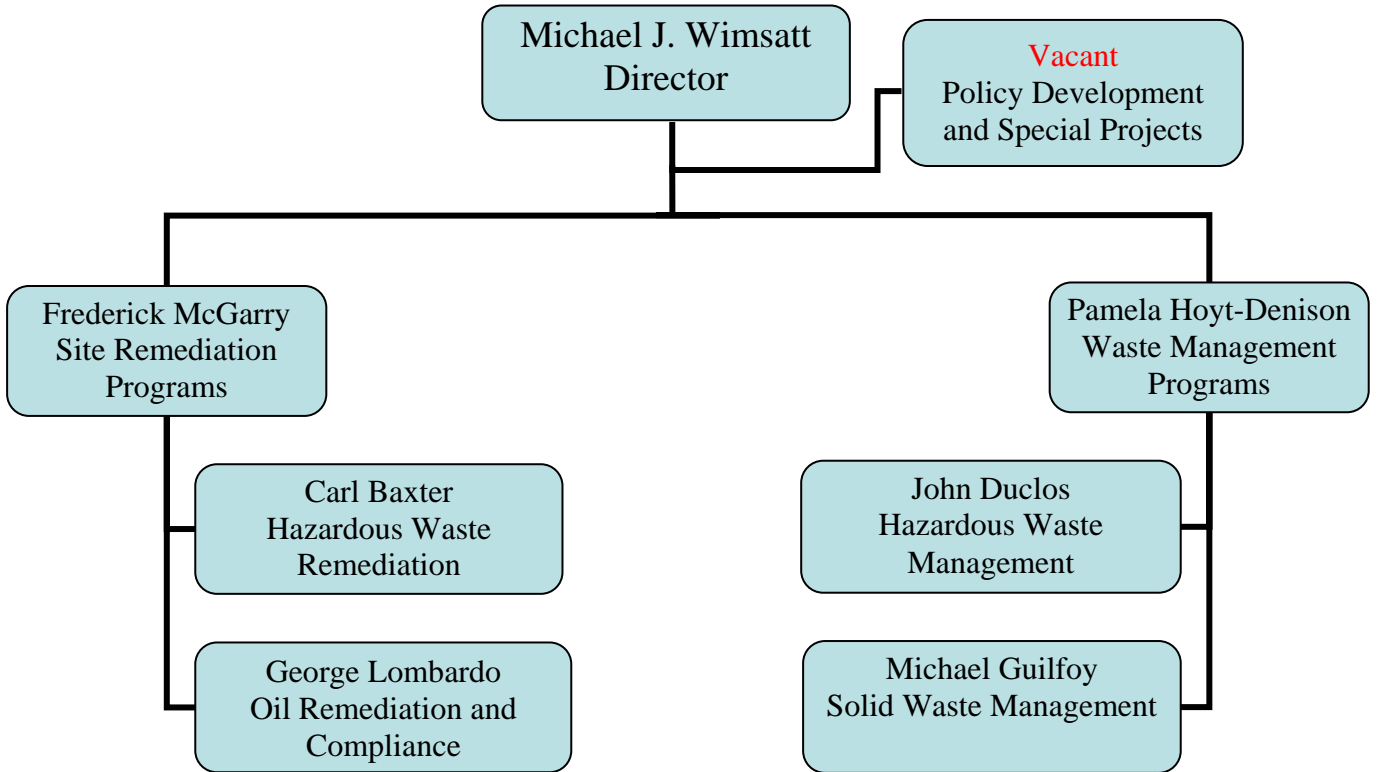 Michael J. Wimsatt
Director
Vacant
Policy Development
and Special Projects
Frederick McGarry
Site Remediation
Programs
Pamela Hoyt-Denison
Waste Management
Programs
Carl Baxter
Hazardous Waste
Remediation
John Duclos
Hazardous Waste
Management
George Lombardo
Oil Remediation and
Compliance
Michael Guilfoy
Solid Waste Management